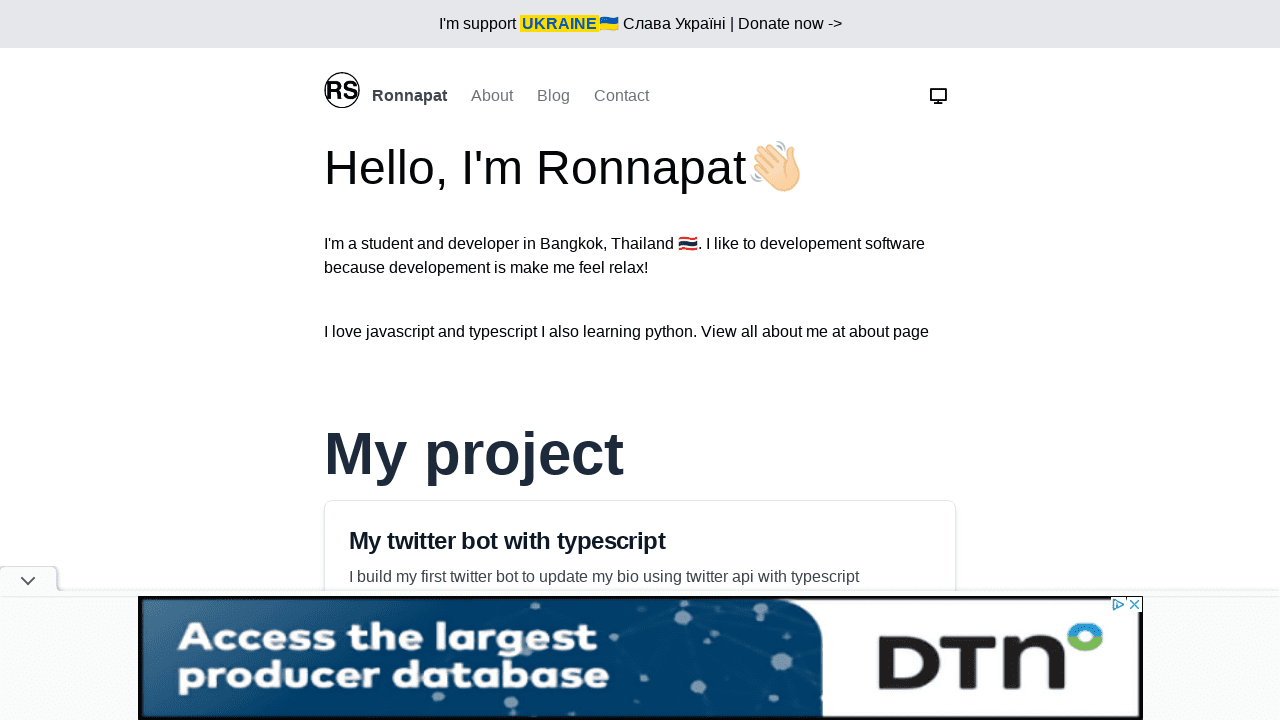 I'm support UKRAINE🇺🇦 Слава Україні | Donate now ->
RS Ronnapat About Blog Contact
Hello, I'm Ronnapat👋🏻
I'm a student and developer in Bangkok, Thailand 🇹🇭. I like to developement software
because developement is make me feel relax!
I love javascript and typescript I also learning python. View all about me at about page
My project
My twitter bot with typescript
I build my first twitter bot to update my bio using twitter api with typescript
Access the largest
producer database
DTN